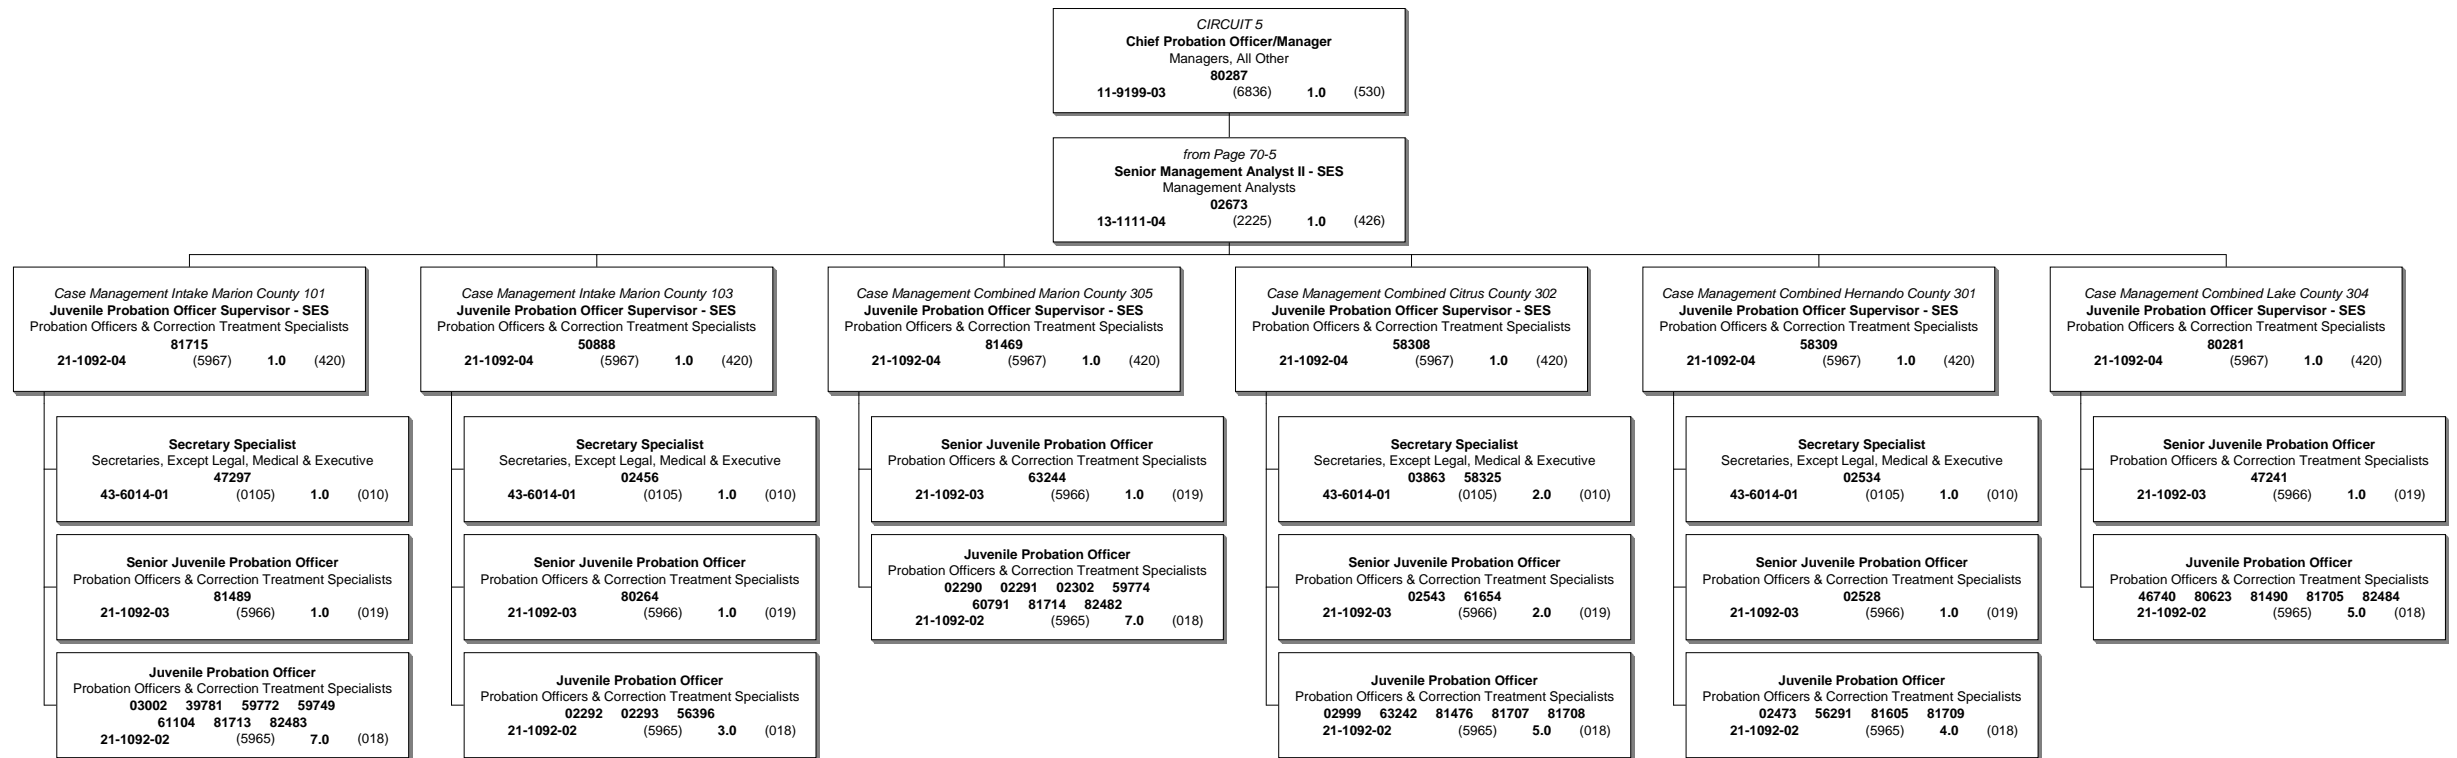 CIRCUIT 5
Chief Probation Officer/Manager
Managers, All Other
80287
11-9199-03 (6836) 1.0 (530)
from Page 70-5
Senior Management Analyst II - SES
Management Analysts
02673
13-1111-04 (2225) 1.0 (426)
Case Management Intake Marion County 101
Juvenile Probation Officer Supervisor - SES
Probation Officers & Correction Treatment Specialists
81715
21-1092-04 (5967) 1.0 (420)
Secretary Specialist
Secretaries, Except Legal, Medical & Executive
47297
43-6014-01 (0105) 1.0 (010)
Senior Juvenile Probation Officer
Probation Officers & Correction Treatment Specialists
81489
21-1092-03 (5966) 1.0 (019)
Juvenile Probation Officer
Probation Officers & Correction Treatment Specialists
03002 39781 59772 59749
61104 81713 82483
21-1092-02 (5965) 7.0 (018)
Case Management Intake Marion County 103
Juvenile Probation Officer Supervisor - SES
Probation Officers & Correction Treatment Specialists
50888
21-1092-04 (5967) 1.0 (420)
Secretary Specialist
Secretaries, Except Legal, Medical & Executive
02456
43-6014-01 (0105) 1.0 (010)
Senior Juvenile Probation Officer
Probation Officers & Correction Treatment Specialists
80264
21-1092-03 (5966) 1.0 (019)
Juvenile Probation Officer
Probation Officers & Correction Treatment Specialists
02292 02293 56396
21-1092-02 (5965) 3.0 (018)
Case Management Combined Marion County 305
Juvenile Probation Officer Supervisor - SES
Probation Officers & Correction Treatment Specialists
81469
21-1092-04 (5967) 1.0 (420)
Senior Juvenile Probation Officer
Probation Officers & Correction Treatment Specialists
63244
21-1092-03 (5966) 1.0 (019)
Juvenile Probation Officer
Probation Officers & Correction Treatment Specialists
02290 02291 02302 59774
60791 81714 82482
21-1092-02 (5965) 7.0 (018)
Case Management Combined Citrus County 302
Juvenile Probation Officer Supervisor - SES
Probation Officers & Correction Treatment Specialists
58308
21-1092-04 (5967) 1.0 (420)
Secretary Specialist
Secretaries, Except Legal, Medical & Executive
03863 58325
43-6014-01 (0105) 2.0 (010)
Senior Juvenile Probation Officer
Probation Officers & Correction Treatment Specialists
02543 61654
21-1092-03 (5966) 2.0 (019)
Juvenile Probation Officer
Probation Officers & Correction Treatment Specialists
02999 63242 81476 81707 81708
21-1092-02 (5965) 5.0 (018)
Case Management Combined Hernando County 301
Juvenile Probation Officer Supervisor - SES
Probation Officers & Correction Treatment Specialists
58309
21-1092-04 (5967) 1.0 (420)
Secretary Specialist
Secretaries, Except Legal, Medical & Executive
02534
43-6014-01 (0105) 1.0 (010)
Senior Juvenile Probation Officer
Probation Officers & Correction Treatment Specialists
02528
21-1092-03 (5966) 1.0 (019)
Juvenile Probation Officer
Probation Officers & Correction Treatment Specialists
02473 56291 81605 81709
21-1092-02 (5965) 4.0 (018)
Case Management Combined Lake County 304
Juvenile Probation Officer Supervisor - SES
Probation Officers & Correction Treatment Specialists
80281
21-1092-04 (5967) 1.0 (420)
Senior Juvenile Probation Officer
Probation Officers & Correction Treatment Specialists
47241
21-1092-03 (5966) 1.0 (019)
Juvenile Probation Officer
Probation Officers & Correction Treatment Specialists
46740 80623 81490 81705 82484
21-1092-02 (5965) 5.0 (018)